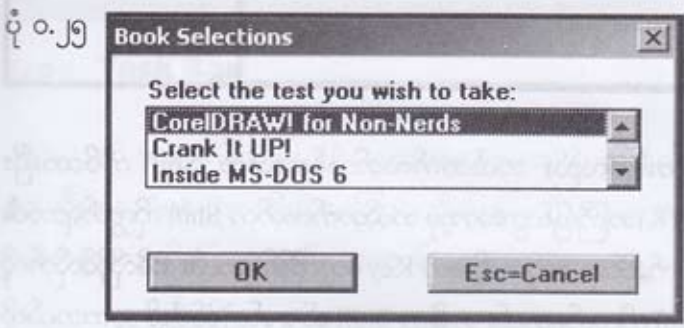 ပုံ ၀.၂၅
Book Selections
Select the test you wish to take:
CorelDRAW! for Non-Nerds
Crank It UP!
Inside MS-DOS 6
OK Esc=Cancel